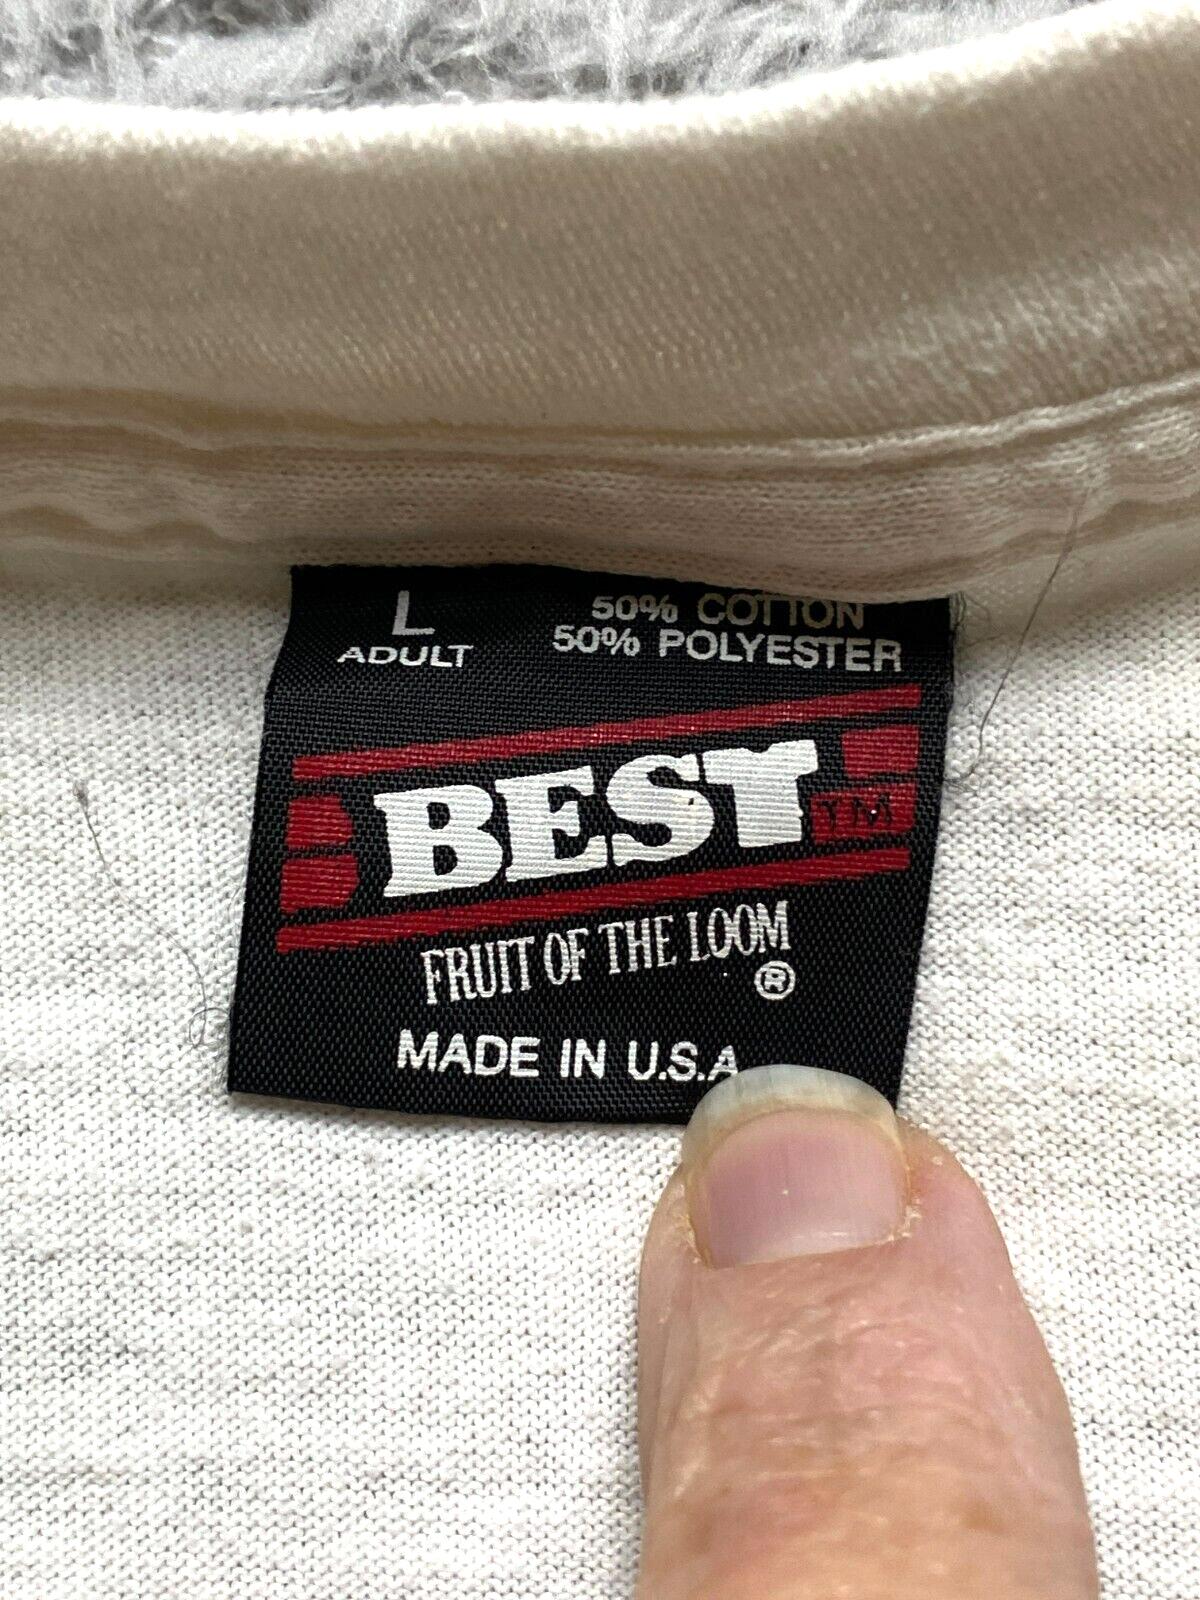 L
ADULT
50% COTTON
50% POLYESTER
BEST
TM
FRUIT OF THE LOOM
®
MADE IN U.S.A